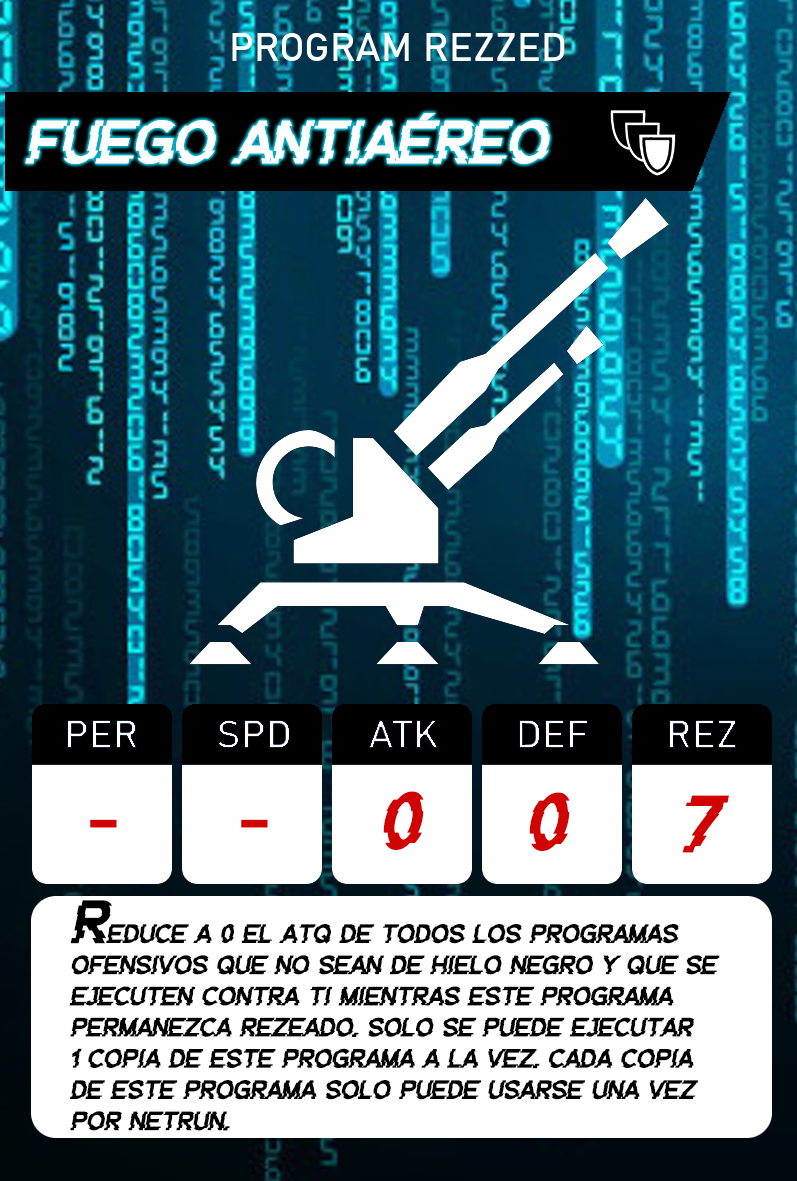 PROGRAM REZZED
FUEGO ANTIAÉREO
PER SPD ATK DEF REZ
- - 0 0 7
REDUCE A 0 EL ATQ DE TODOS LOS PROGRAMAS
OFENSIVOS QUE NO SEAN DE HIELO NEGRO Y QUE SE
EJECUTEN CONTRA TI MIENTRAS ESTE PROGRAMA
PERMANEZCA REZEADO. SOLO SE PUEDE EJECUTAR
1 COPIA DE ESTE PROGRAMA A LA VEZ. CADA COPIA
DE ESTE PROGRAMA SOLO PUEDE USARSE UNA VEZ
POR NETRUN.